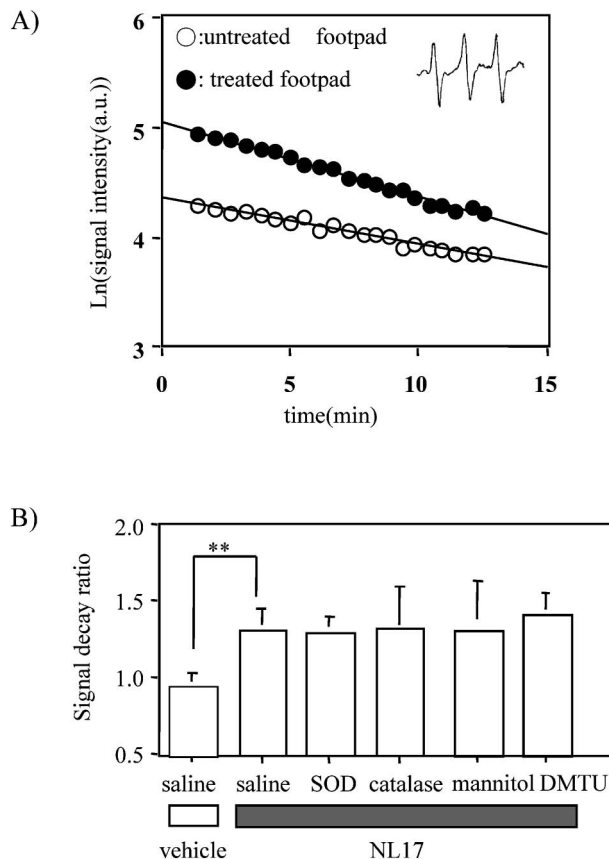 A)
6
5
4
3
Ln(signal intensity(a.u.))
:untreated footpad
: treated footpad
0 5 10 15
time(min)
B)
2.0
1.5
1.0
0.5
Signal decay ratio
**
saline saline SOD catalase mannitol DMTU
vehicle NL17